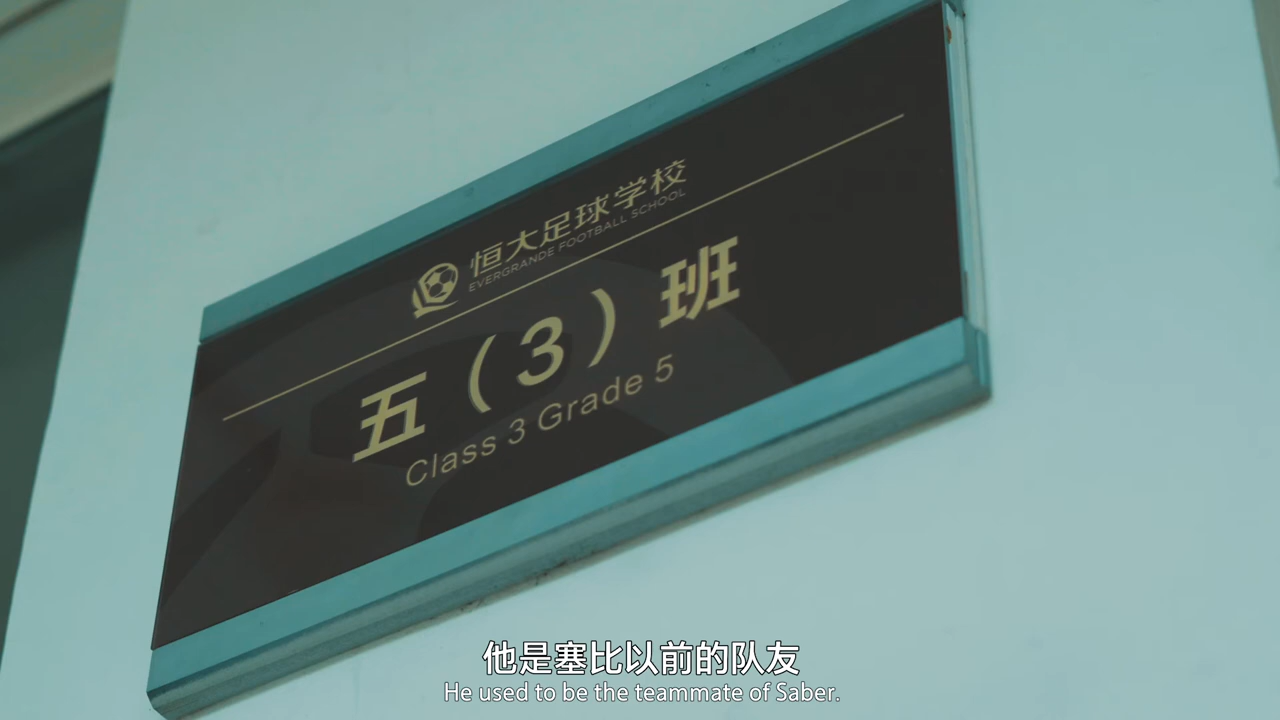 恒大足球学校
EVERGRANDE FOOTBALL SCHOOL
五（3）班
Class 3 Grade 5
他是塞比以前的队友
He used to be the teammate of Saber.